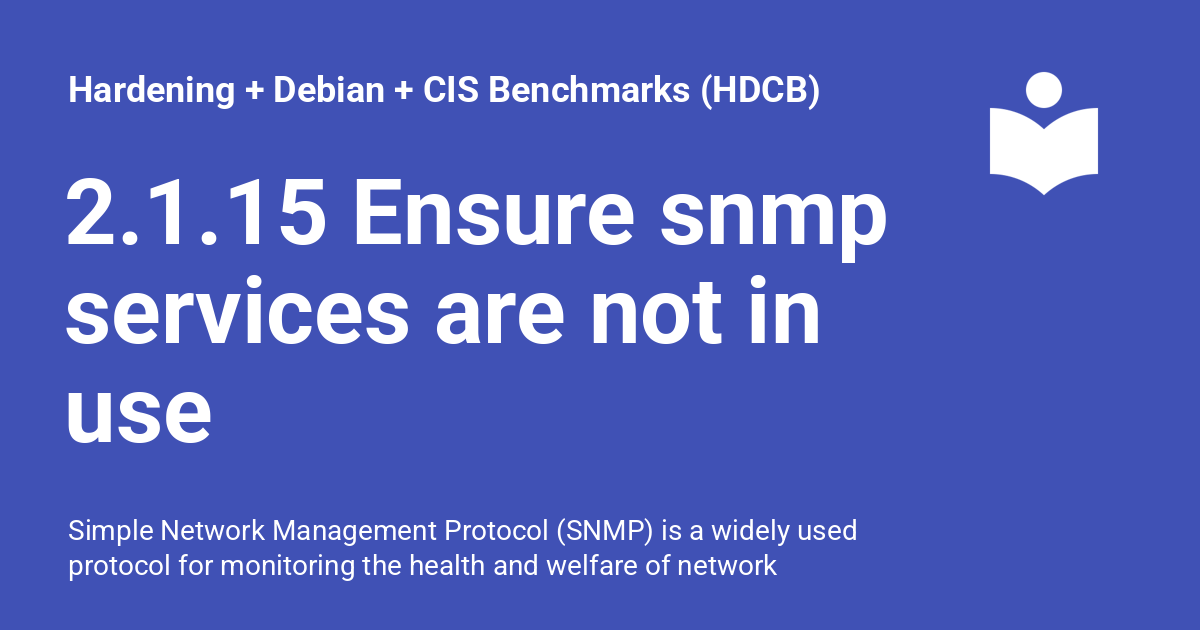 Hardening + Debian + CIS Benchmarks (HDCB)
2.1.15 Ensure snmp
services are not in
use
Simple Network Management Protocol (SNMP) is a widely used
protocol for monitoring the health and welfare of network